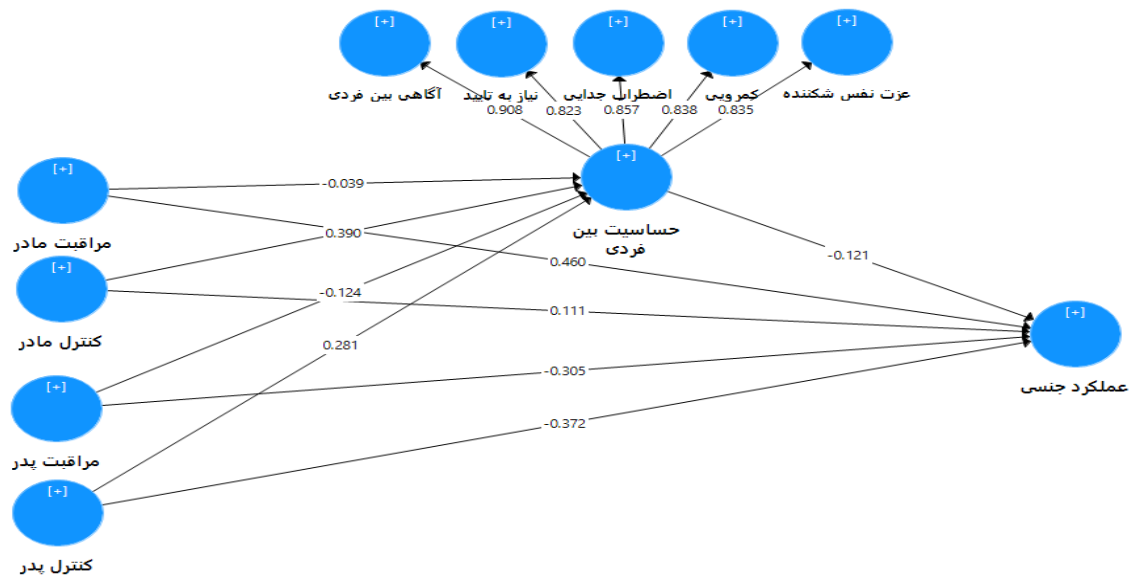 [+] [+] [+] [+] [+]
آگاهی بین فردی نیاز به تایید اضطراب جدایی کمرویی عزت نفس شکننده
0.908 0.823 0.857 0.838 0.835
[+]
حساسیت بین
فردی
[+]
مراقبت مادر
[+]
کنترل مادر
[+]
مراقبت پدر
[+]
کنترل پدر
-0.039
0.390
-0.124
0.281
-0.121
0.460
0.111
-0.305
-0.372
[+]
عملکرد جنسی